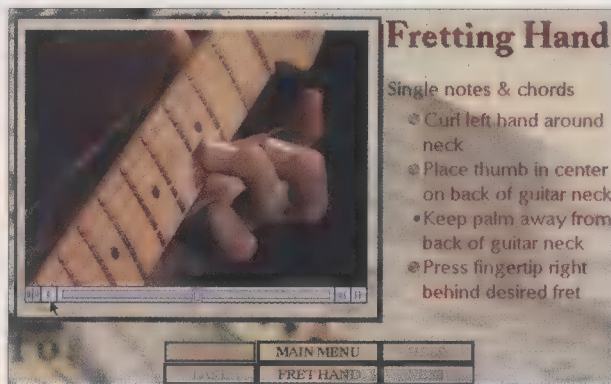 Fretting Hand
Single notes & chords
Curl left hand around
neck
Place thumb in center
on back of guitar neck
•Keep palm away from
back of guitar neck
Press fingertip right
behind desired fret
MAIN MENU
FRET HAND